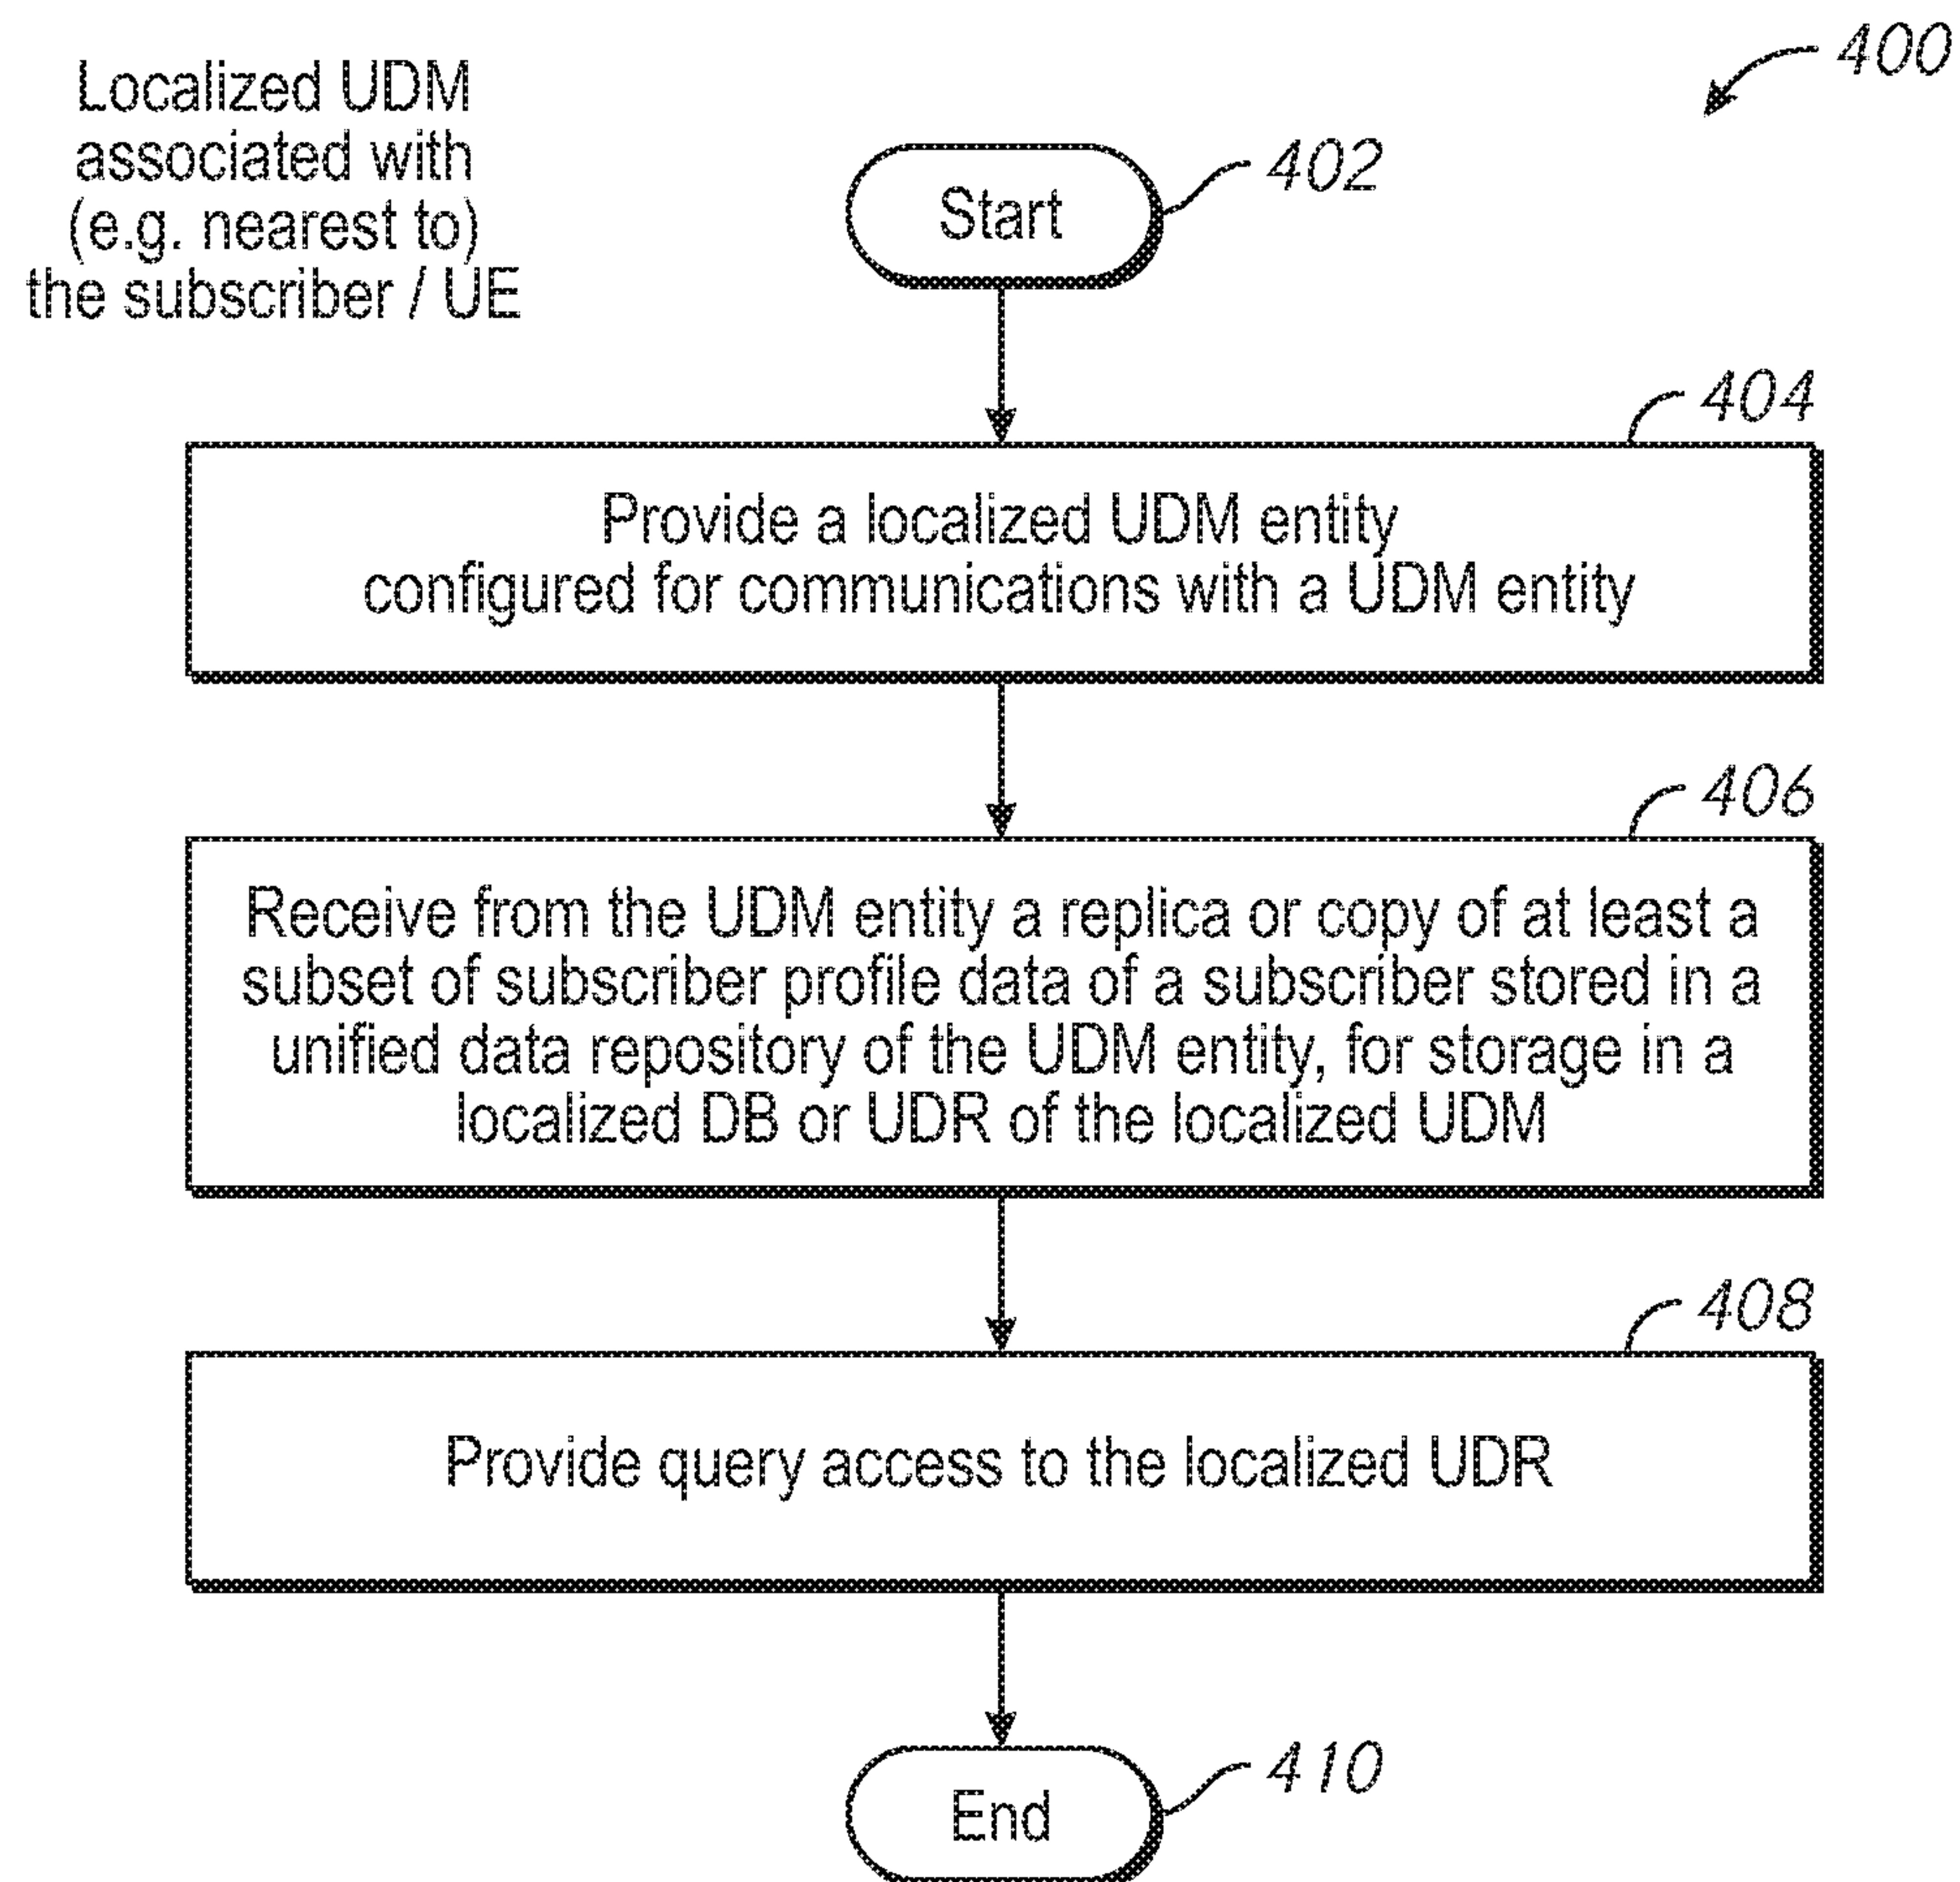 Localized UDM
associated with
(e.g. nearest to)
the subscriber / UE
400
Start
402
404
Provide a localized UDM entity
configured for communications with a UDM entity
406
Receive from the UDM entity a replica or copy of at least a
subset of subscriber profile data of a subscriber stored in a
unified data repository of the UDM entity, for storage in a
localized DB or UDR of the localized UDM
408
Provide query access to the localized UDR
End
410